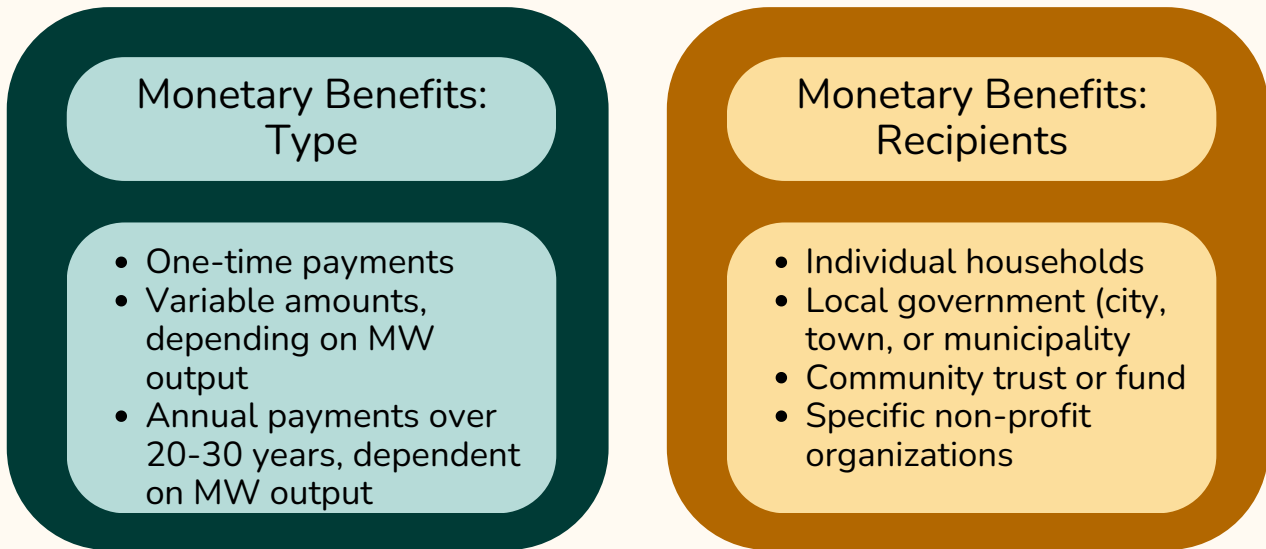 Monetary Benefits:
Type
• One-time payments
• Variable amounts,
depending on MW
output
• Annual payments over
20-30 years, dependent
on MW output
Monetary Benefits:
Recipients
• Individual households
• Local government (city,
town, or municipality
• Community trust or fund
• Specific non-profit
organizations